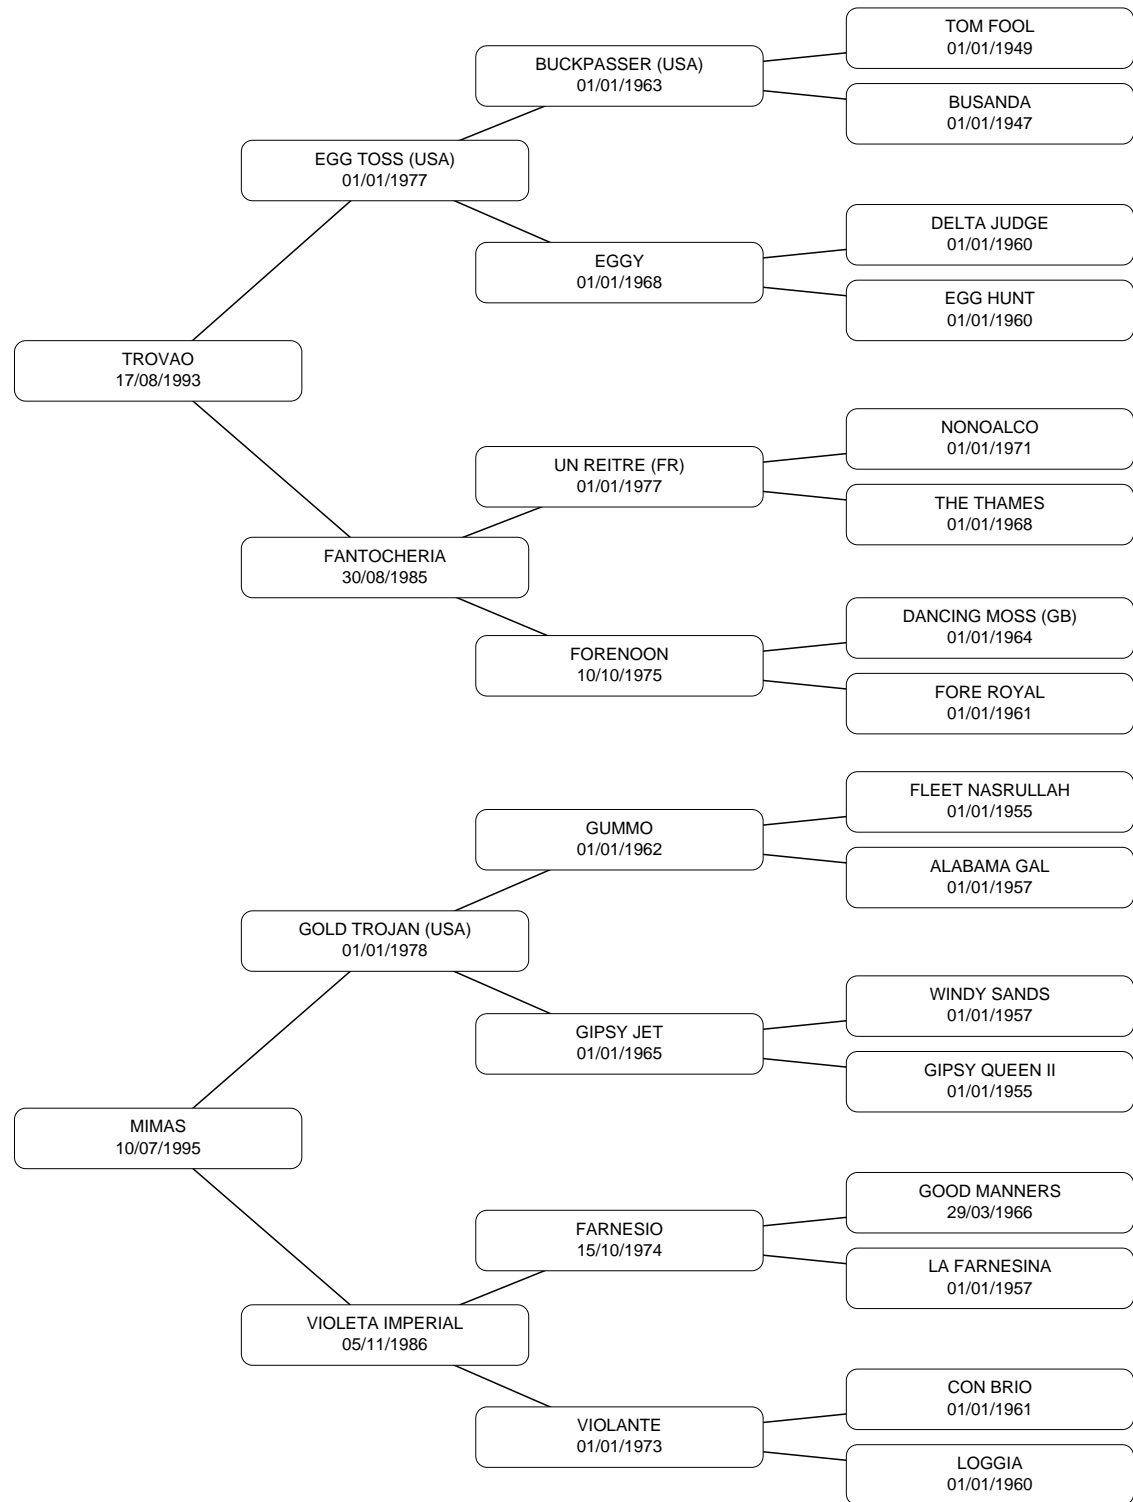 TOM FOOL
01/01/1949
BUCKPASSER (USA)
01/01/1963
BUSANDA
01/01/1947
EGG TOSS (USA)
01/01/1977
DELTA JUDGE
01/01/1960
EGGY
01/01/1968
EGG HUNT
01/01/1960
TROVAO
17/08/1993
NONOALCO
01/01/1971
UN REITRE (FR)
01/01/1977
THE THAMES
01/01/1968
FANTOCHERIA
30/08/1985
DANCING MOSS (GB)
01/01/1964
FORENOON
10/10/1975
FORE ROYAL
01/01/1961
FLEET NASRULLAH
01/01/1955
GUMMO
01/01/1962
ALABAMA GAL
01/01/1957
GOLD TROJAN (USA)
01/01/1978
WINDY SANDS
01/01/1957
GIPSY JET
01/01/1965
GIPSY QUEEN II
01/01/1955
MIMAS
10/07/1995
GOOD MANNERS
29/03/1966
FARNESIO
15/10/1974
LA FARNESINA
01/01/1957
VIOLETA IMPERIAL
05/11/1986
CON BRIO
01/01/1961
VIOLANTE
01/01/1973
LOGGIA
01/01/1960